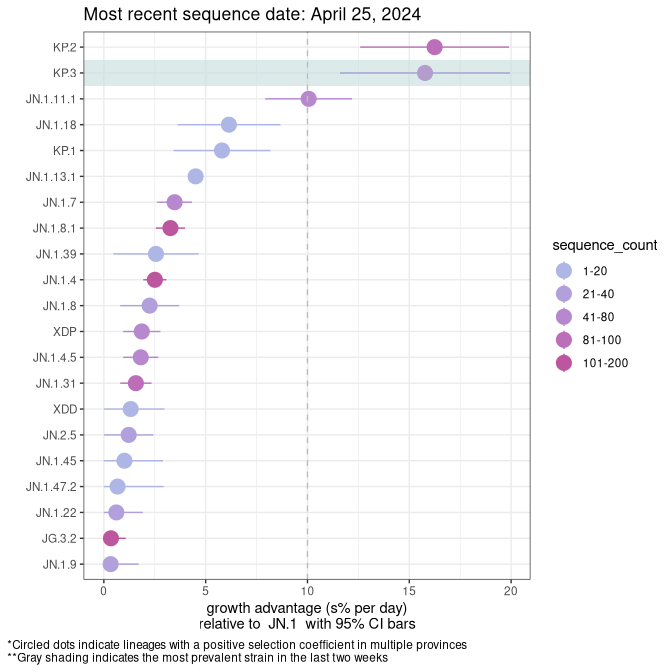 Most recent sequence date: April 25, 2024
KP.2
KP.3
JN.1.11.1
JN.1.18
KP.1
JN.1.13.1
JN.1.7
JN.1.8.1
JN.1.39
JN.1.4
JN.1.8
XDP
JN.1.4.5
JN.1.31
XDD
JN.2.5
JN.1.45
JN.1.47.2
JN.1.22
JG.3.2
JN.1.9
0 5 10 15 20
growth advantage (s% per day)
relative to JN.1 with 95% CI bars
sequence_count
1-20
21-40
41-80
81-100
101-200
*Circled dots indicate lineages with a positive selection coefficient in multiple provinces
**Gray shading indicates the most prevalent strain in the last two weeks